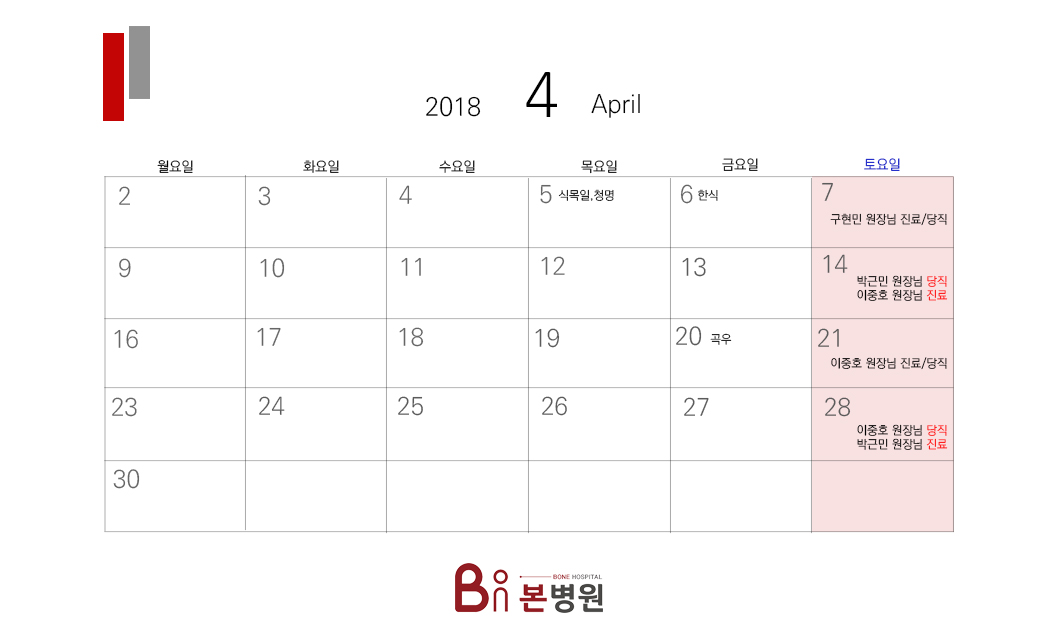 2018 4 April
월요일 화요일 수요일 목요일 금요일 토요일
2 3 4 5 식목일,청명 6 한식 7
구현민 원장님 진료/당직
9 10 11 12 13 14
박근민 원장님 당직
이중호 원장님 진료
16 17 18 19 20 곡우 21
이중호 원장님 진료/당직
23 24 25 26 27 28
이중호 원장님 당직
박근민 원장님 진료
30
Bon BONE HOSPITAL
본병원